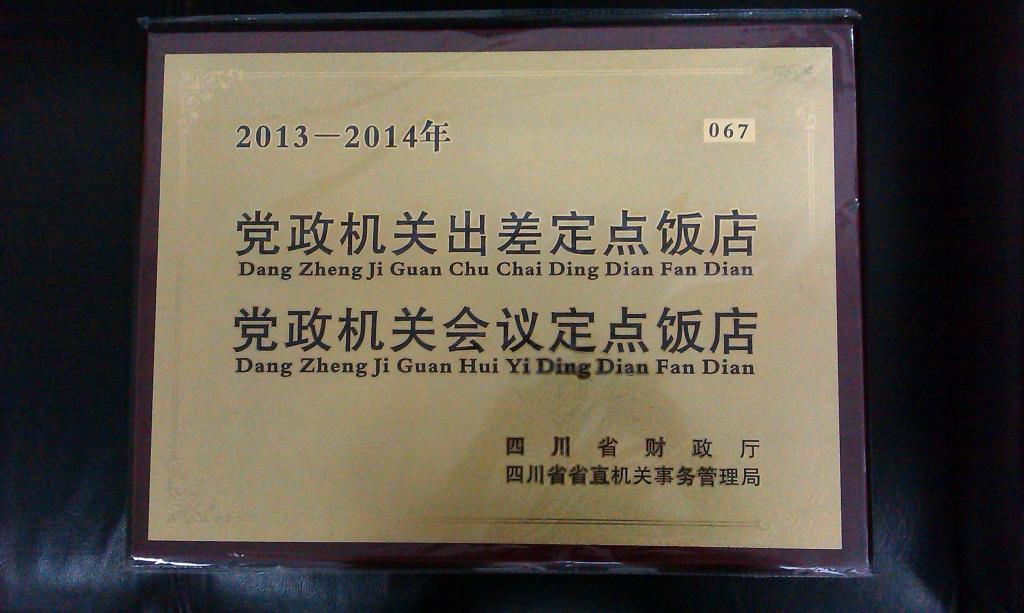 2013－2014年
067
党政机关出差定点饭店
Dang Zheng Ji Guan Chu Chai Ding Dian Fan Dian
党政机关会议定点饭店
Dang Zheng Ji Guan Hui Yi Ding Dian Fan Dian
四川省财政厅
四川省省直机关事务管理局